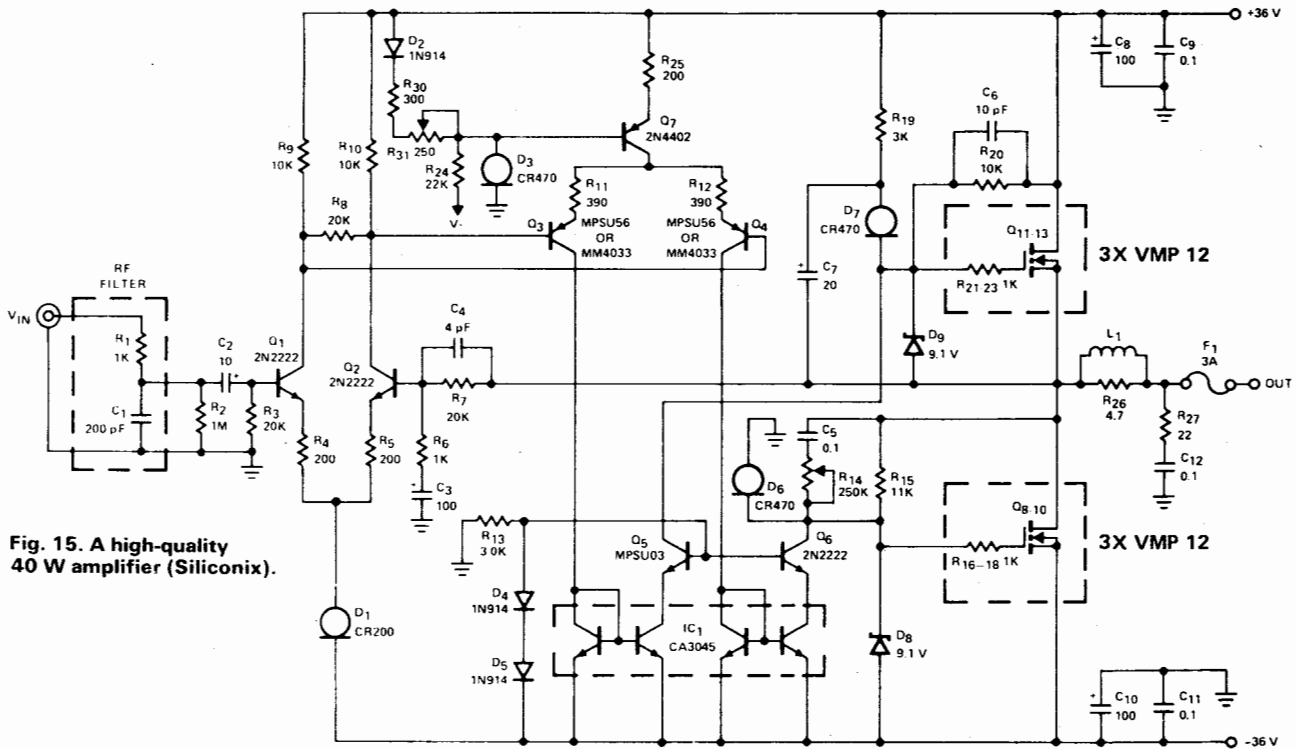 +36 V
D2
1N914
R30
300
R31
250
R24
22K
V-
D3
CR470
R25
200
Q7
2N4402
R9
10K
R10
10K
R8
20K
R11
390
R12
390
Q3
MPSU56
OR
MM4033
MPSU56
OR
MM4033
Q4
R19
3K
D7
CR470
C7
20
C6
10 pF
R20
10K
C8
100
C9
0.1
+
+
Q11-13
R21-23 1K
3X VMP 12
D9
9.1 V
RF
FILTER
VIN
R1
1K
C1
200 pF
C2
10
+
R2
1M
R3
20K
Q1
2N2222
Q2
2N2222
R4
200
R5
200
C4
4 pF
R7
20K
R6
1K
C3
100
+
L1
R26
4.7
F1
3A
OUT
R27
22
C12
0.1
C5
0.1
D6
CR470
R14
250K
R15
11K
Q8-10
R16-18 1K
3X VMP 12
R13
3.0K
Q5
MPSU03
Q6
2N2222
D4
1N914
D5
1N914
IC1
CA3045
D8
9.1 V
D1
CR200
C10
100
C11
0.1
+
-36 V
Fig. 15. A high-quality
40 W amplifier (Siliconix).